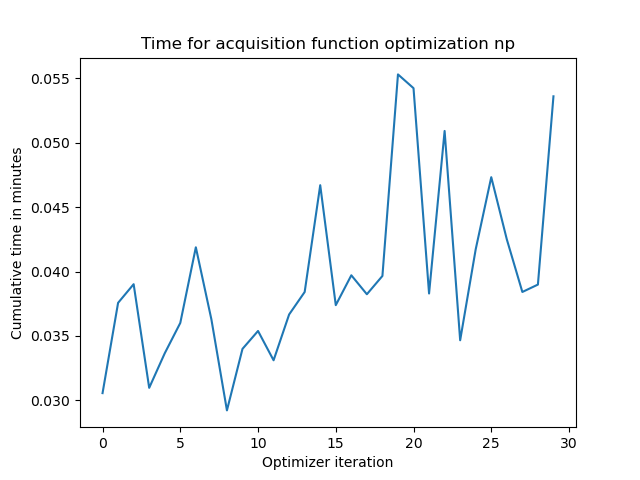 Time for acquisition function optimization np
Cumulative time in minutes
0.055
0.050
0.045
0.040
0.035
0.030
0 5 10 15 20 25 30
Optimizer iteration